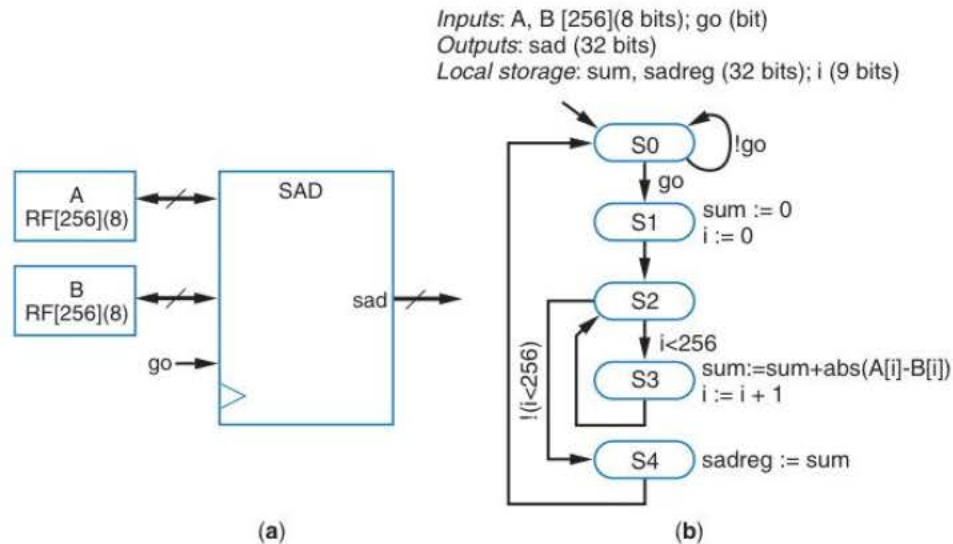 Inputs: A, B [256](8 bits); go (bit)
Outputs: sad (32 bits)
Local storage: sum, sadreg (32 bits); i (9 bits)
A
RF[256](8)
B
RF[256](8)
go
SAD
sad
(a)
S0
!go
go
S1
sum := 0
i := 0
S2
i<256
!(i<256)
S3
sum:=sum+abs(A[i]-B[i])
i := i + 1
S4
sadreg := sum
(b)